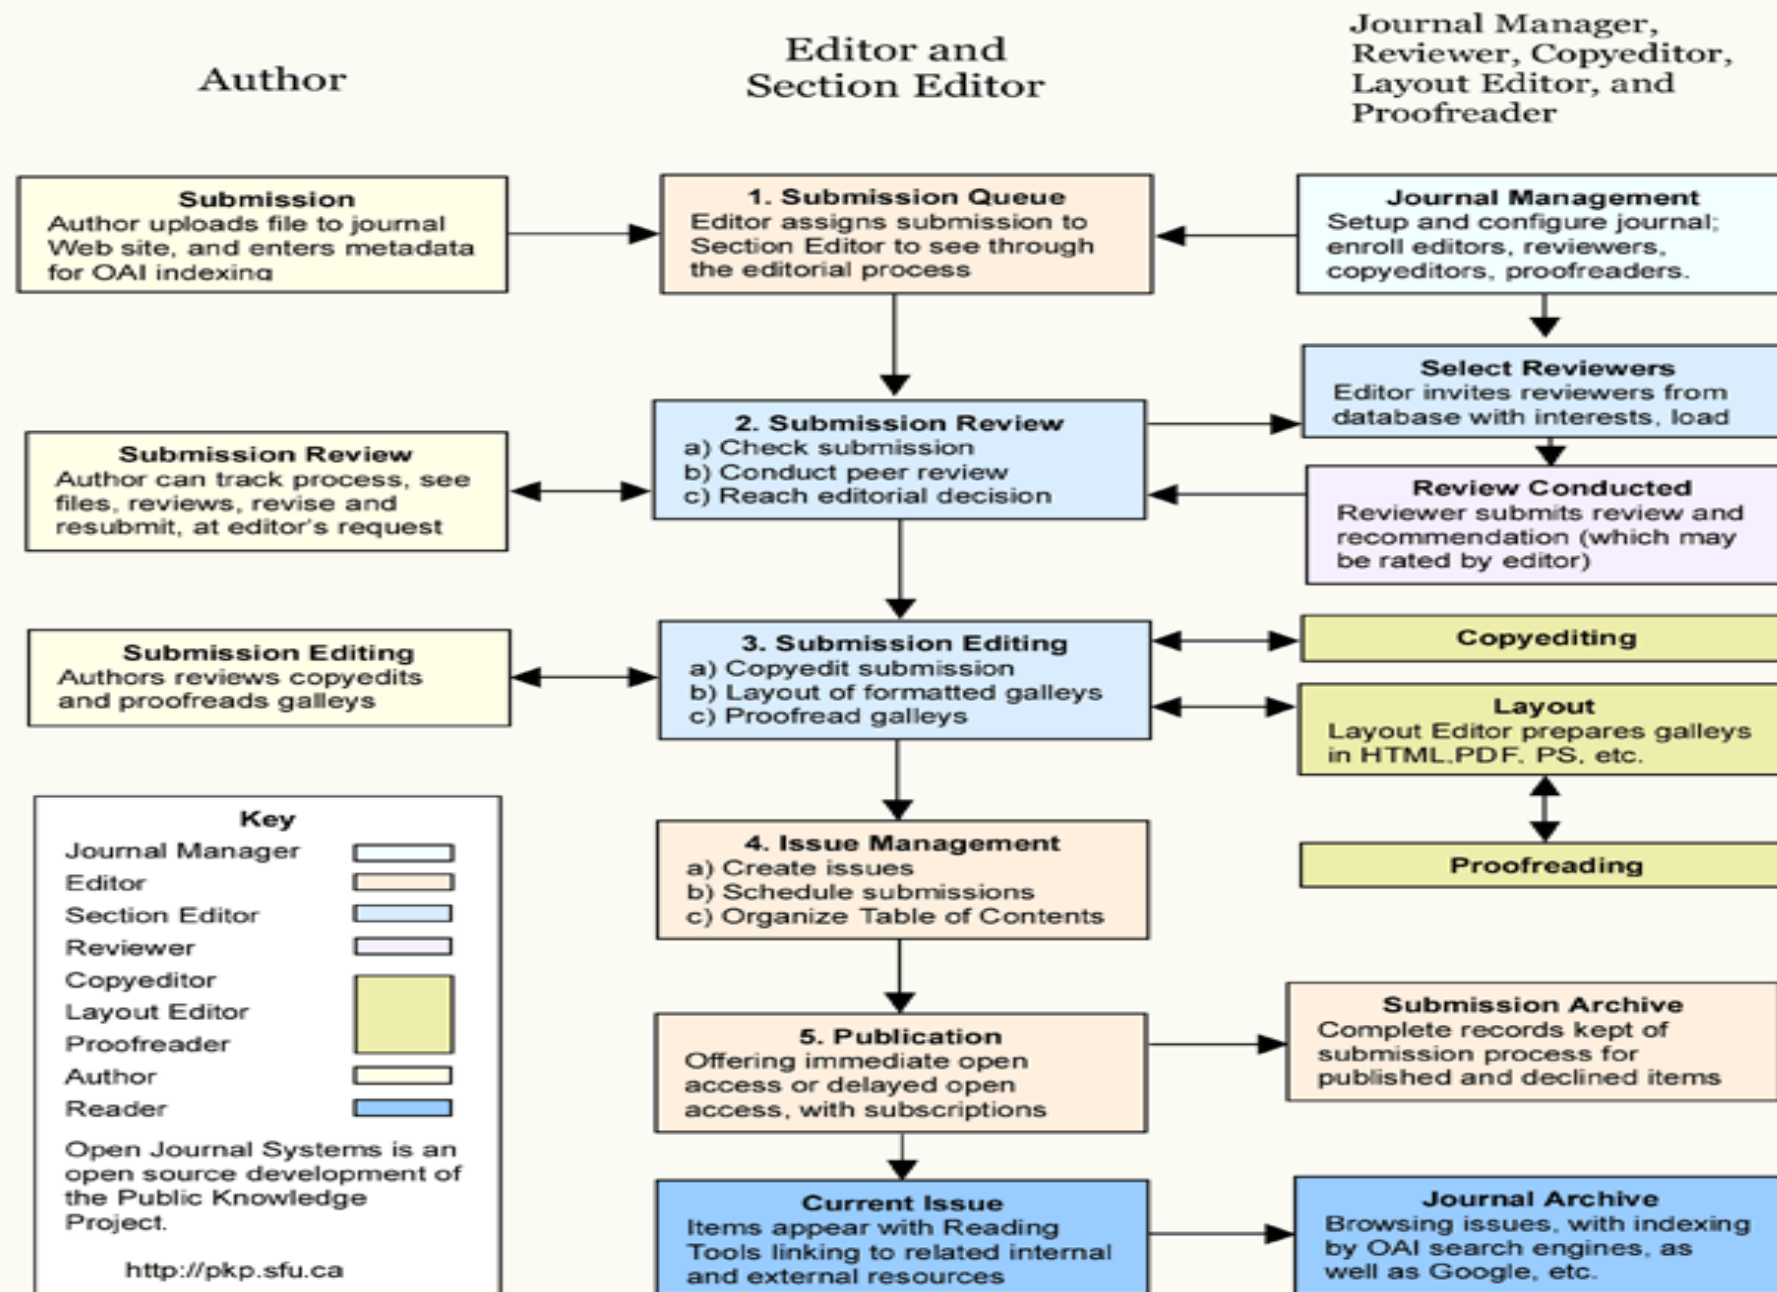 Author
Editor and
Section Editor
Journal Manager,
Reviewer, Copyeditor,
Layout Editor, and
Proofreader
Submission
Author uploads file to journal
Web site, and enters metadata
for OAI indexing
1. Submission Queue
Editor assigns submission to
Section Editor to see through
the editorial process
Journal Management
Setup and configure journal;
enroll editors, reviewers,
copyeditors, proofreaders.
Select Reviewers
Editor invites reviewers from
database with interests, load
2. Submission Review
a) Check submission
b) Conduct peer review
c) Reach editorial decision
Submission Review
Author can track process, see
files, reviews, revise and
resubmit, at editor's request
Review Conducted
Reviewer submits review and
recommendation (which may
be rated by editor)
3. Submission Editing
a) Copyedit submission
b) Layout of formatted galleys
c) Proofread galleys
Submission Editing
Authors reviews copyedits
and proofreads galleys
Copyediting
Layout
Layout Editor prepares galleys
in HTML,PDF, PS, etc.
Proofreading
Key
Journal Manager
Editor
Section Editor
Reviewer
Copyeditor
Layout Editor
Proofreader
Author
Reader
Open Journal Systems is an
open source development of
the Public Knowledge
Project.
http://pkp.sfu.ca
4. Issue Management
a) Create issues
b) Schedule submissions
c) Organize Table of Contents
5. Publication
Offering immediate open
access or delayed open
access, with subscriptions
Submission Archive
Complete records kept of
submission process for
published and declined items
Current Issue
Items appear with Reading
Tools linking to related internal
and external resources
Journal Archive
Browsing issues, with indexing
by OAI search engines, as
well as Google, etc.